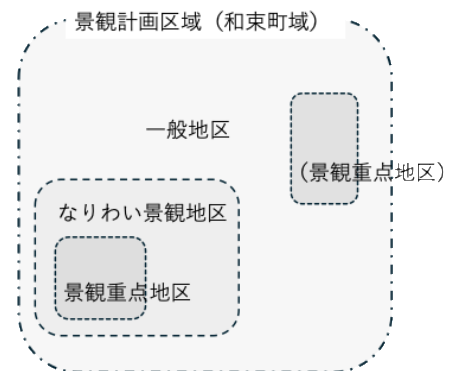 景観計画区域（和束町域）
一般地区
（景観重点地区）
なりわい景観地区
景観重点地区